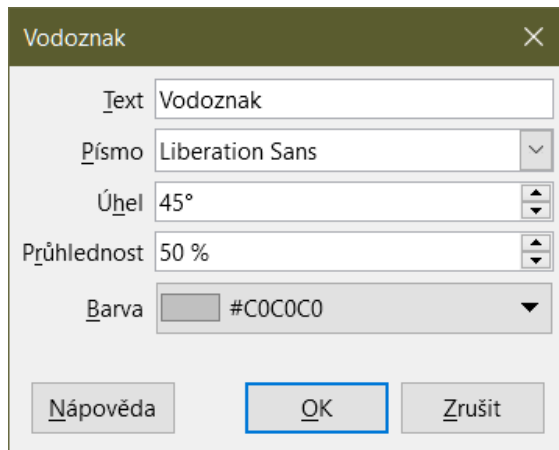 Vodoznak
Text Vodoznak
Písmo Liberation Sans
Úhel 45°
Průhlednost 50 %
Barva #C0C0C0
Nápověda OK Zrušit